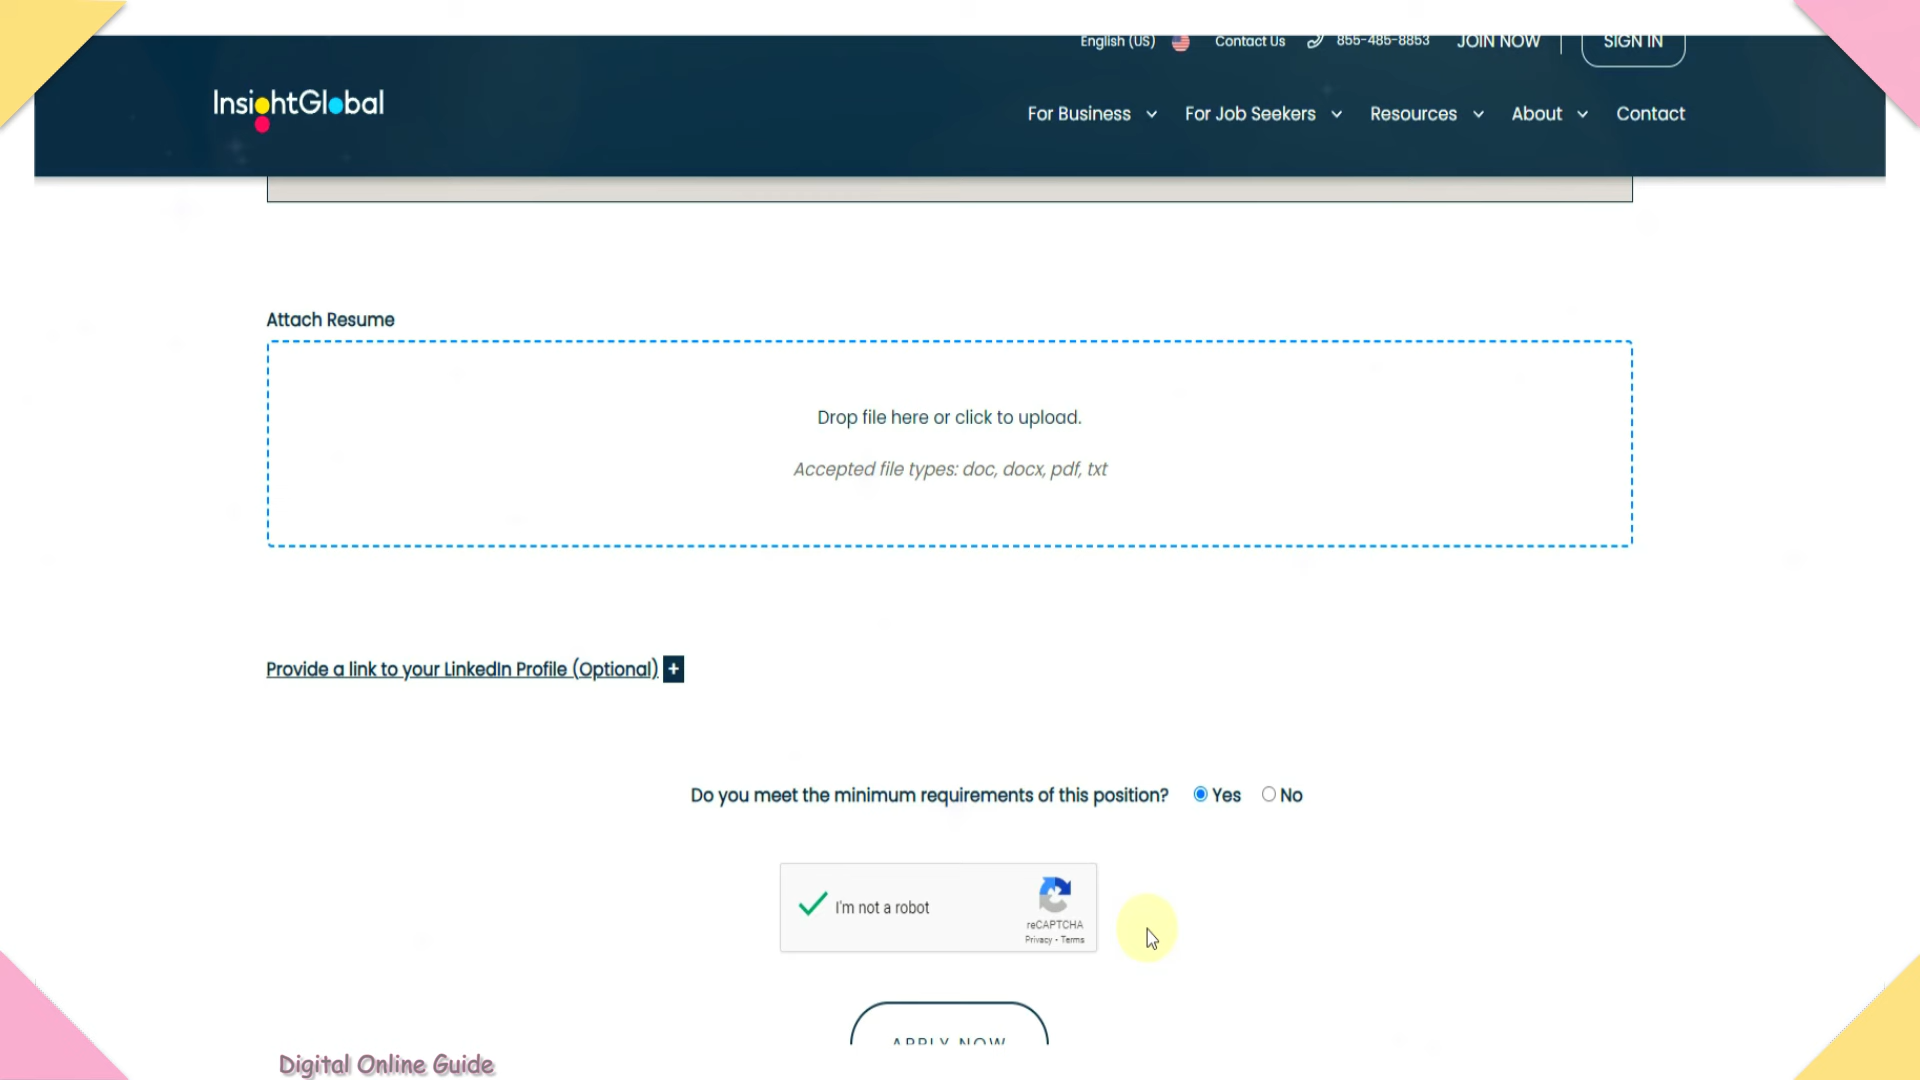 English (US) Contact Us 855-485-8853 JOIN NOW SIGN IN
InsightGlobal
For Business For Job Seekers Resources About Contact
Attach Resume
Drop file here or click to upload.
Accepted file types: doc, docx, pdf, txt
Provide a link to your LinkedIn Profile (Optional) +
Do you meet the minimum requirements of this position? Yes No
I'm not a robot
reCAPTCHA
Privacy - Terms
APPLY NOW
Digital Online Guide